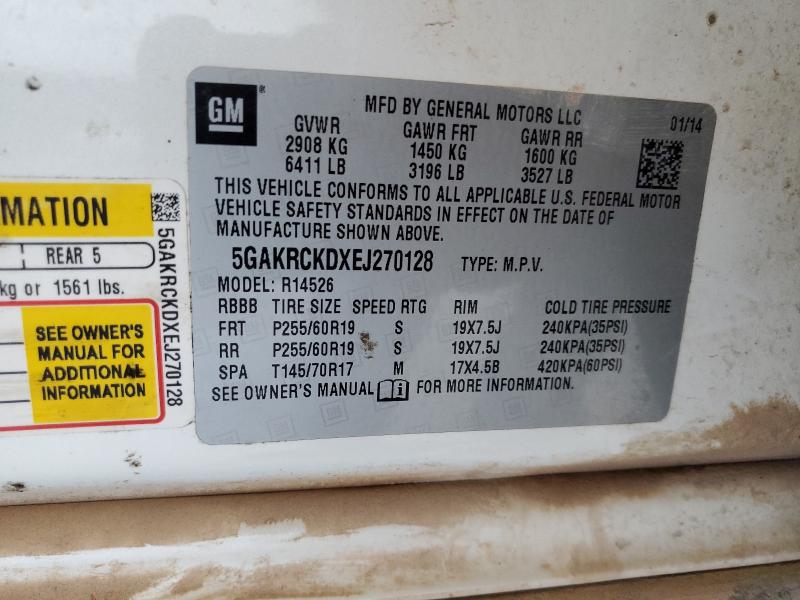 GM
MFD BY GENERAL MOTORS LLC
01/14
GVWR GAWR FRT GAWR RR
2908 KG 1450 KG 1600 KG
6411 LB 3196 LB 3527 LB
THIS VEHICLE CONFORMS TO ALL APPLICABLE U.S. FEDERAL MOTOR
VEHICLE SAFETY STANDARDS IN EFFECT ON THE DATE OF
MANUFACTURE SHOWN ABOVE.
5GAKRCKDXEJ270128 TYPE: M.P.V.
MODEL: R14526
RBBB TIRE SIZE SPEED RTG RIM COLD TIRE PRESSURE
FRT P255/60R19 S 19X7.5J 240KPA(35PSI)
RR P255/60R19 S 19X7.5J 240KPA(35PSI)
SPA T145/70R17 M 17X4.5B 420KPA(60PSI)
SEE OWNER'S MANUAL FOR MORE INFORMATION.
MATION
REAR 5
kg or 1561 lbs.
SEE OWNER'S
MANUAL FOR
ADDITIONAL
INFORMATION
5GAKRCKDXEJ270128